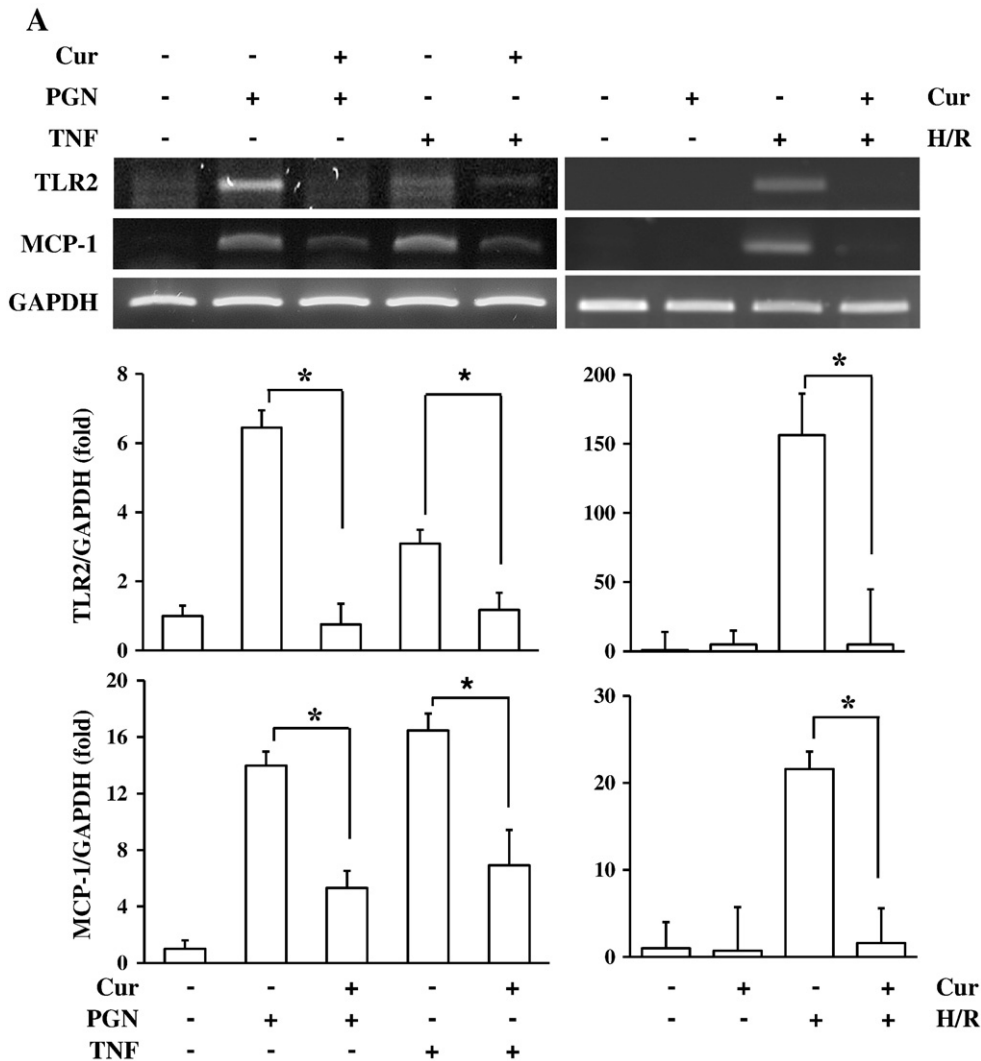 A
Cur - - + - +
PGN - + + - - - + - + Cur
TNF - - - + + - - + + H/R
TLR2
MCP-1
GAPDH
TLR2/GAPDH (fold)
8
6
4
2
0
* *
200
150
100
50
0
*
MCP-1/GAPDH (fold)
20
16
12
8
4
0
* *
30
20
10
0
*
Cur - - + - + - + - + Cur
PGN - + + - - - - + + H/R
TNF - - - + +